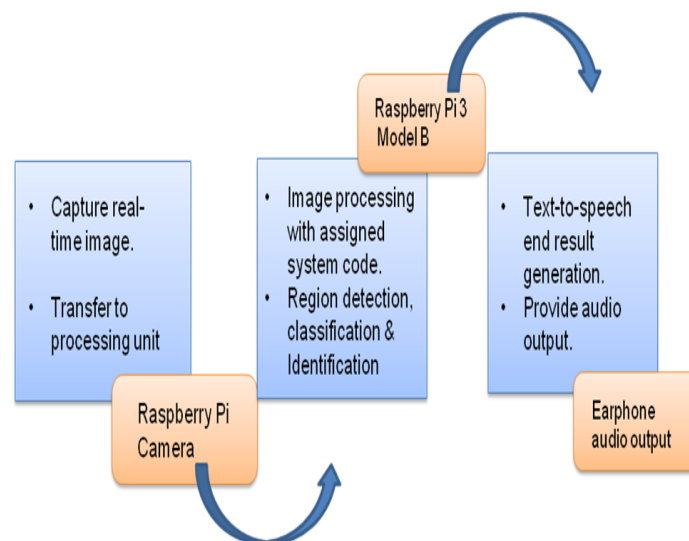 • Capture real-
time image.
• Transfer to
processing unit
Raspberry Pi
Camera
• Image processing
with assigned
system code.
• Region detection,
classification &
Identification
Raspberry Pi 3
Model B
• Text-to-speech
end result
generation.
• Provide audio
output.
Earphone
audio output